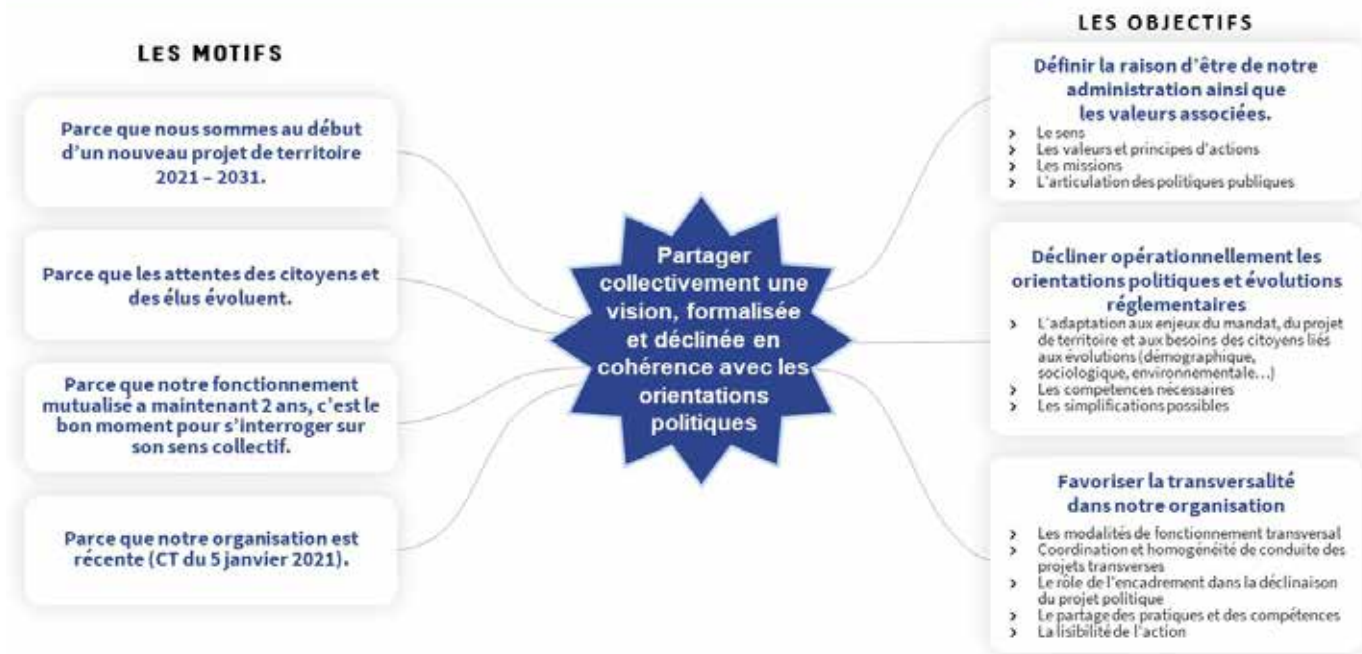 LES MOTIFS
Parce que nous sommes au début
d'un nouveau projet de territoire
2021 – 2031.
Parce que les attentes des citoyens et
des élus évoluent.
Parce que notre fonctionnement
mutualisé a maintenant 2 ans, c'est le
bon moment pour s'interroger sur
son sens collectif.
Parce que notre organisation est
récente (CT du 5 janvier 2021).
Partager
collectivement une
vision, formalisée
et déclinée en
cohérence avec les
orientations
politiques
LES OBJECTIFS
Définir la raison d'être de notre
administration ainsi que
les valeurs associées.
> Le sens
> Les valeurs et principes d'actions
> Les missions
> L'articulation des politiques publiques
Décliner opérationnellement les
orientations politiques et évolutions
réglementaires
> L'adaptation aux enjeux du mandat, du projet
de territoire et aux besoins des citoyens liés
aux évolutions (démographique,
sociologique, environnementale…)
> Les compétences nécessaires
> Les simplifications possibles
Favoriser la transversalité
dans notre organisation
> Les modalités de fonctionnement transversal
> Coordination et homogénéité de conduite des
projets transverses
> Le rôle de l'encadrement dans la déclinaison
du projet politique
> Le partage des pratiques et des compétences
> La lisibilité de l'action